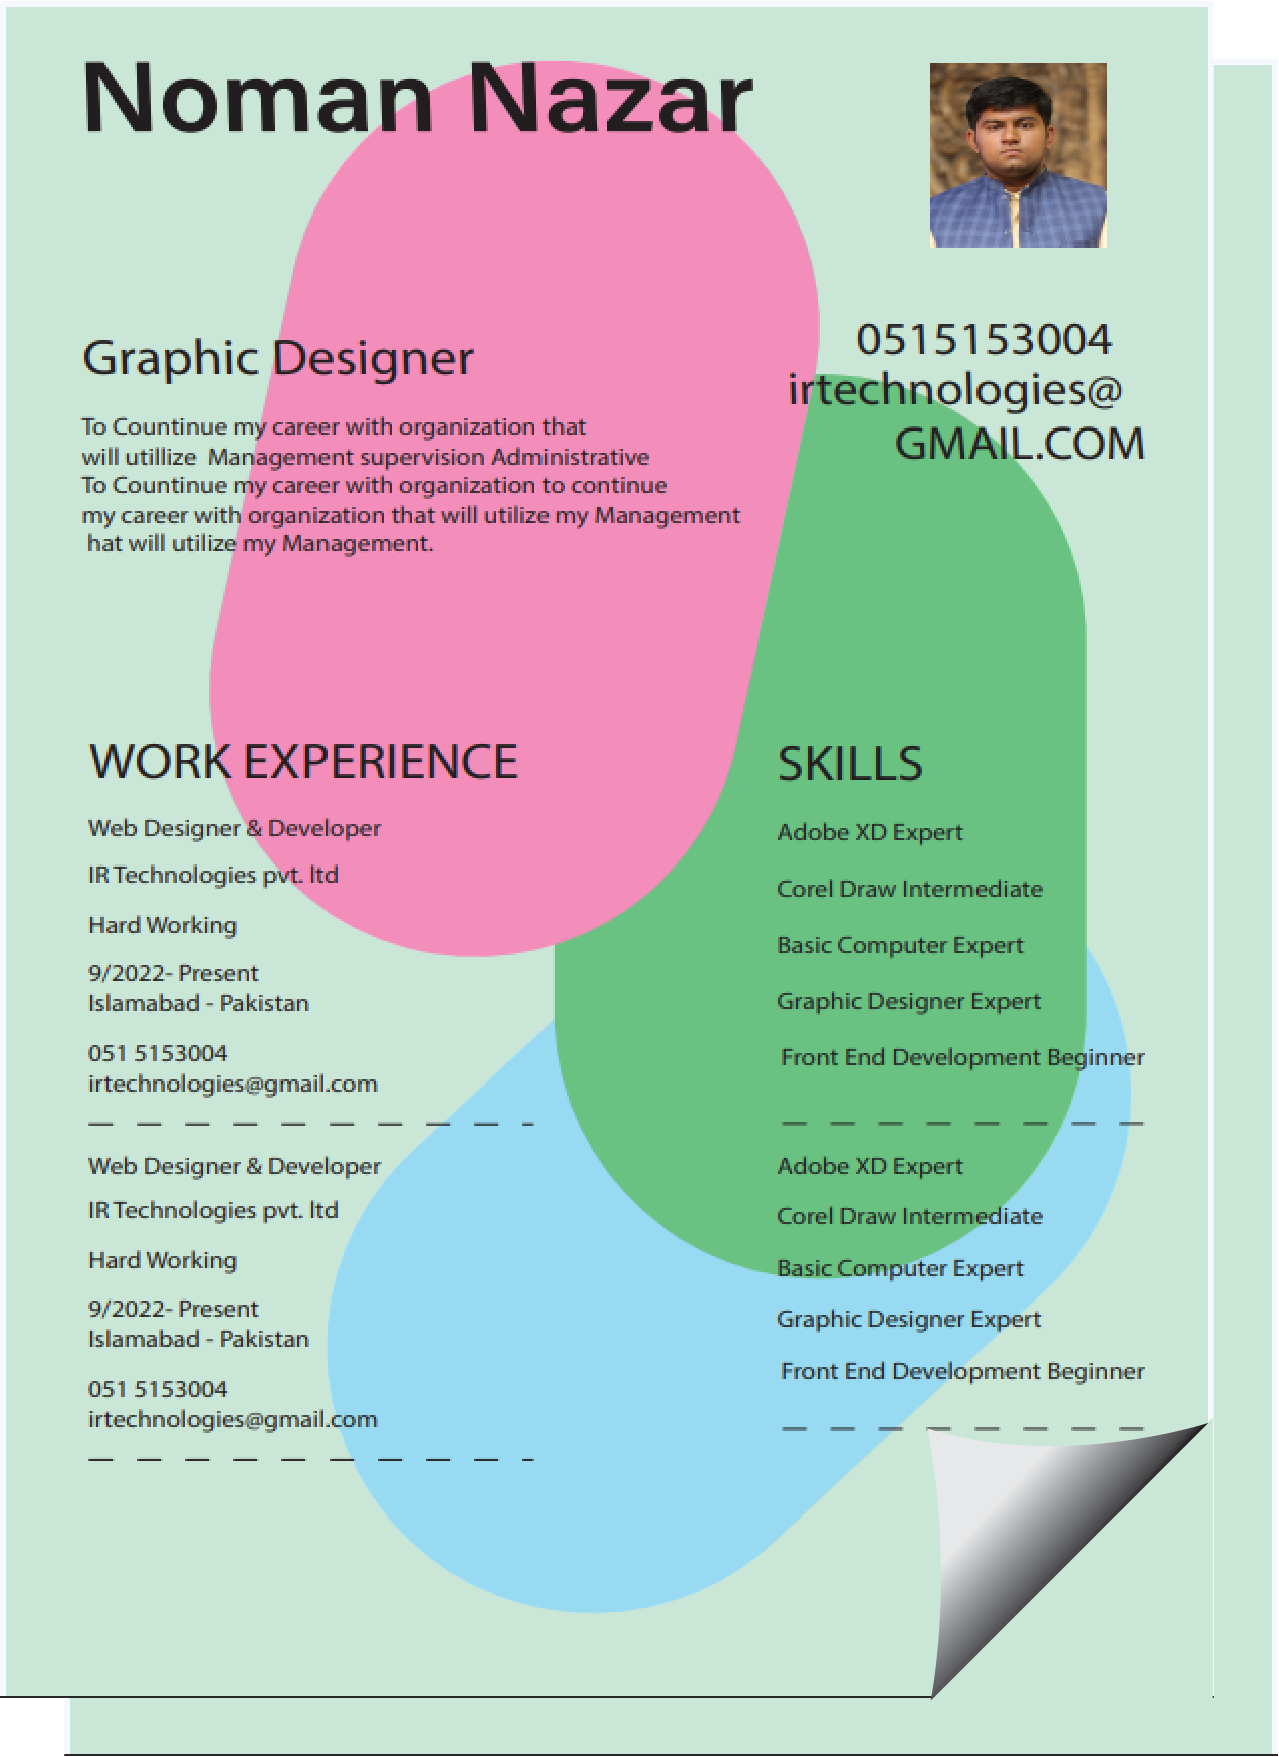 Noman Nazar
0515153004
irtechnologies@
GMAIL.COM
Graphic Designer
To Countinue my career with organization that
will utillize Management supervision Administrative
To Countinue my career with organization to continue
my career with organization that will utilize my Management
hat will utilize my Management.
WORK EXPERIENCE
Web Designer & Developer
IR Technologies pvt. ltd
Hard Working
9/2022- Present
Islamabad - Pakistan
051 5153004
irtechnologies@gmail.com
Web Designer & Developer
IR Technologies pvt. ltd
Hard Working
9/2022- Present
Islamabad - Pakistan
051 5153004
irtechnologies@gmail.com
SKILLS
Adobe XD Expert
Corel Draw Intermediate
Basic Computer Expert
Graphic Designer Expert
Front End Development Beginner
Adobe XD Expert
Corel Draw Intermediate
Basic Computer Expert
Graphic Designer Expert
Front End Development Beginner